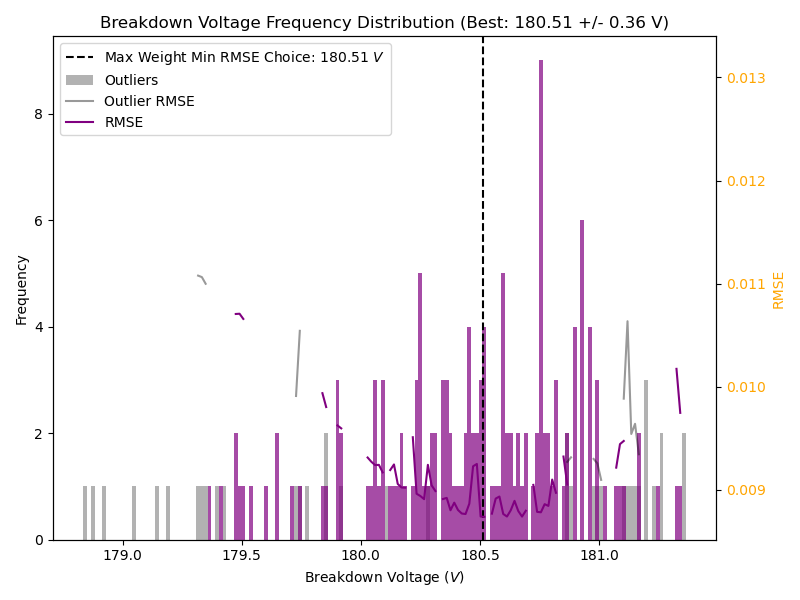 Breakdown Voltage Frequency Distribution (Best: 180.51 +/- 0.36 V)
Max Weight Min RMSE Choice: 180.51 V
Outliers
Outlier RMSE
RMSE
Frequency
8
6
4
2
0
0.013
0.012
0.011
0.010
0.009
RMSE
179.0 179.5 180.0 180.5 181.0
Breakdown Voltage (V)